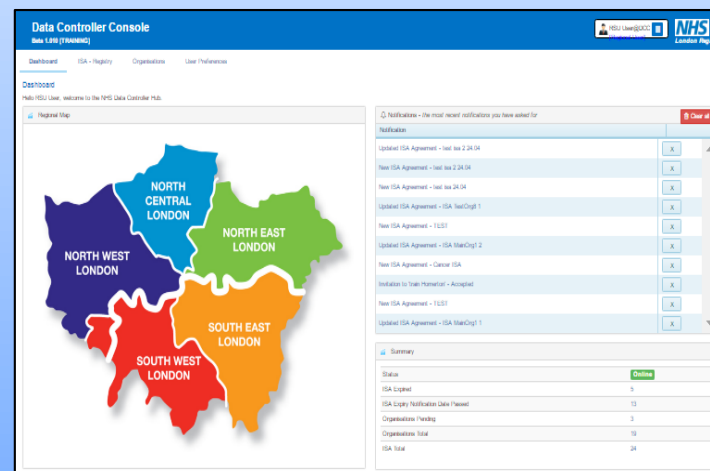 Data Controller Console
Beta 1.010 [TRAINING]
HSU User@DCC
NHS
London Reg
Dashboard ISA - Registry Organisations User Preferences
Dashboard
Hello HSU User, welcome to the NHS Data Controller Hub.
Regional Map
NORTH
CENTRAL
LONDON
NORTH EAST
LONDON
NORTH WEST
LONDON
SOUTH EAST
LONDON
SOUTH WEST
LONDON
Notifications - the most recent notifications you have asked for
Clear all
Notification
Updated ISA Agreement - test isa 2 24.04 X
New ISA Agreement - test isa 2 24.04 X
New ISA Agreement - test isa 24.04 X
Updated ISA Agreement - ISA TestOrg1 1 X
New ISA Agreement - TEST X
Updated ISA Agreement - ISA MainOrg1 2 X
New ISA Agreement - Cancer ISA X
Invitation to 'train Homerton' - Accepted X
New ISA Agreement - TEST X
Updated ISA Agreement - ISA MainOrg1 1 X
Summary
Status Online
ISA Expired 5
ISA Expiry Notification Date Passed 13
Organisations Pending 3
Organisations Total 19
ISA Total 24